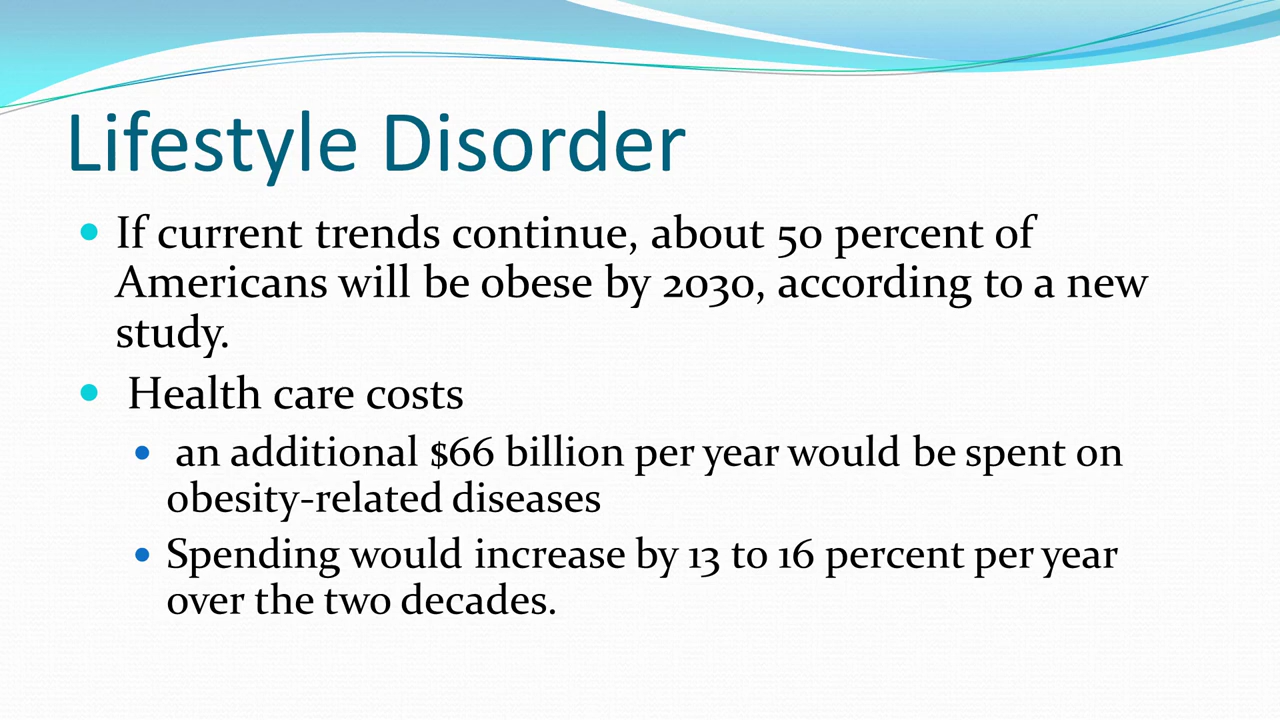 Lifestyle Disorder
If current trends continue, about 50 percent of
Americans will be obese by 2030, according to a new
study.
Health care costs
an additional $66 billion per year would be spent on
obesity-related diseases
Spending would increase by 13 to 16 percent per year
over the two decades.